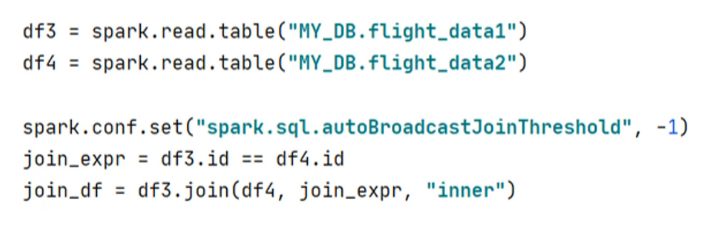 df3 = spark.read.table("MY_DB.flight_data1")
df4 = spark.read.table("MY_DB.flight_data2")
spark.conf.set("spark.sql.autoBroadcastJoinThreshold", -1)
join_expr = df3.id == df4.id
join_df = df3.join(df4, join_expr, "inner")